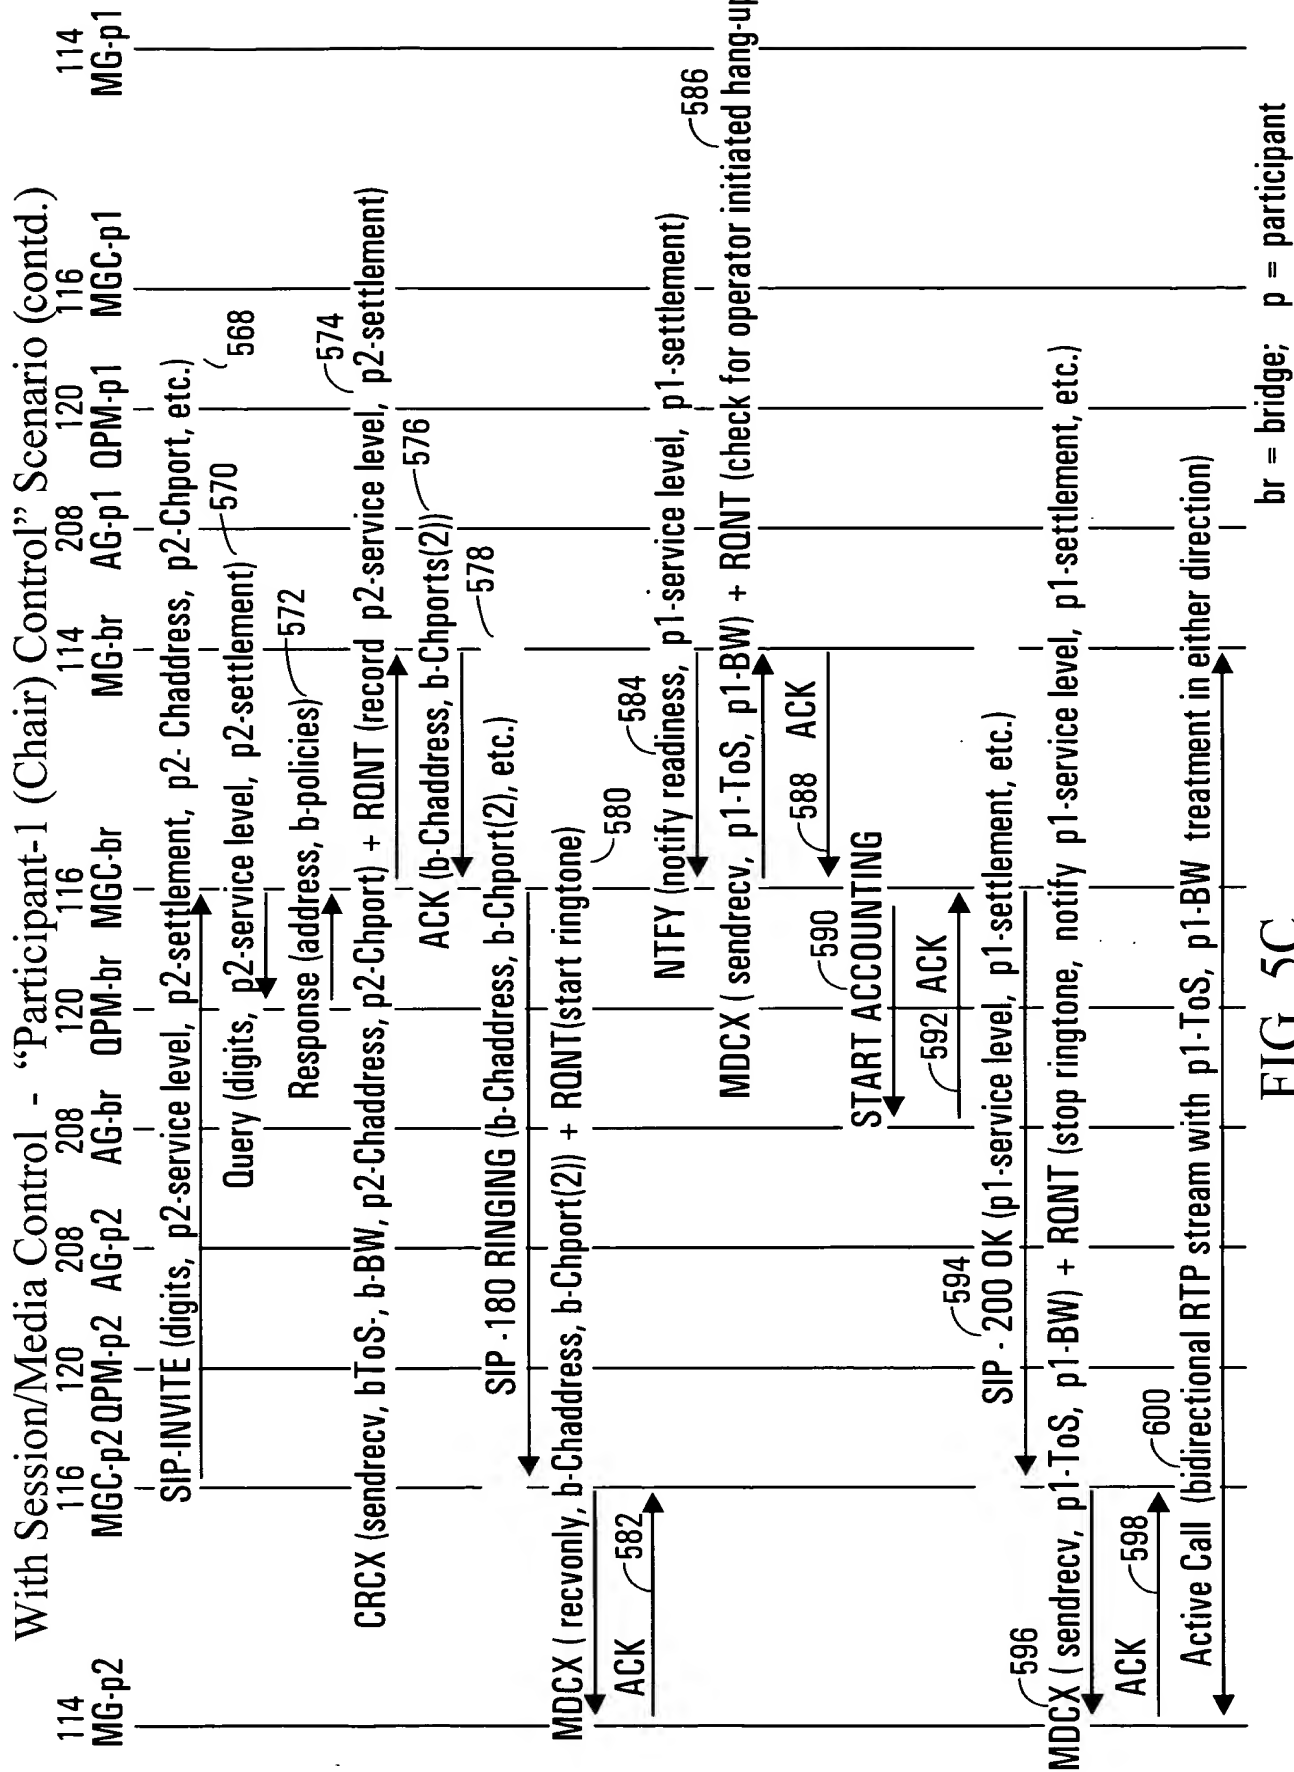 With Session/Media Control - “Participant-1 (Chair) Control” Scenario (contd.)
114 116 120 208 208 120 116 114 208 120 116 114
MG-p2 MGC-p2 QPM-p2 AG-p2 AG-br QPM-br MGC-br MG-br AG-p1 QPM-p1 MGC-p1 MG-p1
SIP-INVITE (digits, p2-service level, p2-settlement, p2- Chaddress, p2-Chport, etc.)
568
Query (digits, p2-service level, p2-settlement)
570
Response (address, b-policies)
572
574
CRCX (sendrecv, bToS-, b-BW, p2-Chaddress, p2-Chport) + RQNT (record p2-service level, p2-settlement)
576
ACK (b-Chaddress, b-Chports(2))
578
SIP -180 RINGING (b-Chaddress, b-Chport(2), etc.)
MDCX ( recvonly, b-Chaddress, b-Chport(2)) + RQNT(start ringtone)
580
ACK
582
584
NTFY (notify readiness, p1-service level, p1-settlement)
586
MDCX ( sendrecv, p1-ToS, p1-BW) + RQNT (check for operator initiated hang-up
588 ACK
590
START ACCOUNTING
592 ACK
594
SIP - 200 OK (p1-service level, p1-settlement, etc.)
596
MDCX ( sendrecv, p1-ToS, p1-BW) + RQNT (stop ringtone, notify p1-service level, p1-settlement, etc.)
ACK
598
600
Active Call (bidirectional RTP stream with p1-ToS, p1-BW treatment in either direction)
br = bridge; p = participant
FIG. 5C